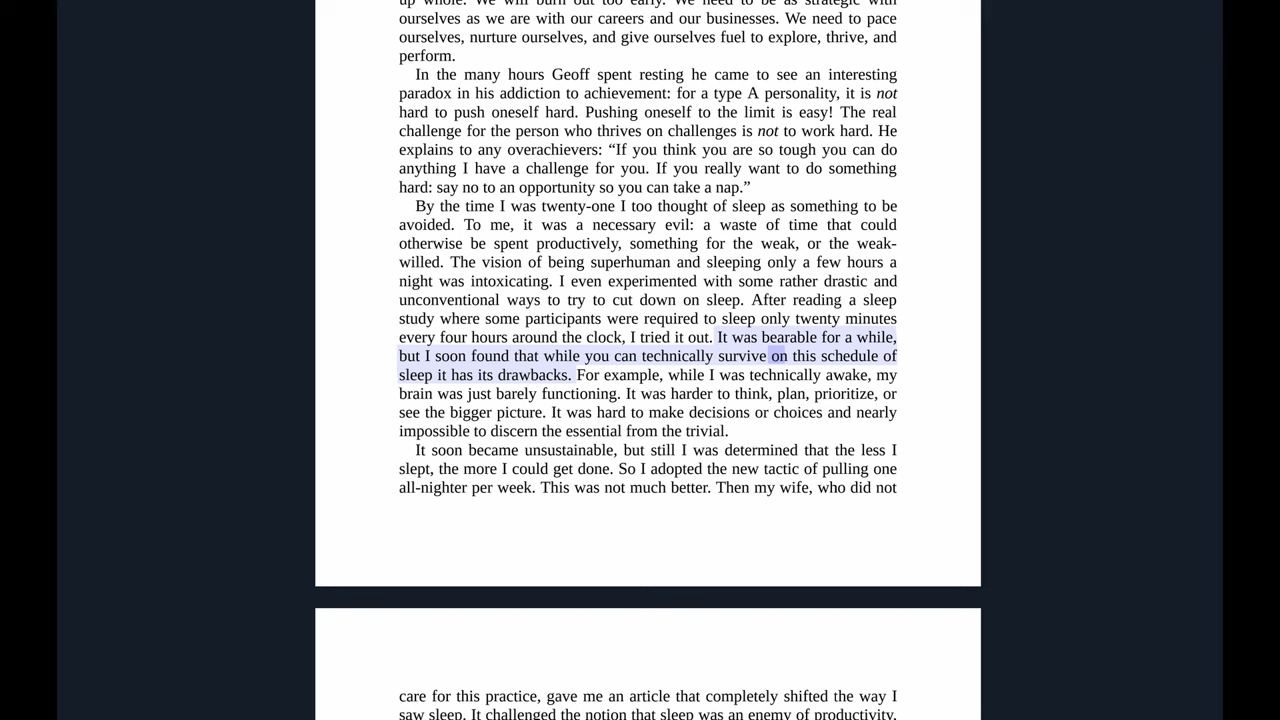 up whole. We will burn out too early. We need to be as strategic with
ourselves as we are with our careers and our businesses. We need to pace
ourselves, nurture ourselves, and give ourselves fuel to explore, thrive, and
perform.
In the many hours Geoff spent resting he came to see an interesting
paradox in his addiction to achievement: for a type A personality, it is not
hard to push oneself hard. Pushing oneself to the limit is easy! The real
challenge for the person who thrives on challenges is not to work hard. He
explains to any overachievers: “If you think you are so tough you can do
anything I have a challenge for you. If you really want to do something
hard: say no to an opportunity so you can take a nap.”
By the time I was twenty-one I too thought of sleep as something to be
avoided. To me, it was a necessary evil: a waste of time that could
otherwise be spent productively, something for the weak, or the weak-
willed. The vision of being superhuman and sleeping only a few hours a
night was intoxicating. I even experimented with some rather drastic and
unconventional ways to try to cut down on sleep. After reading a sleep
study where some participants were required to sleep only twenty minutes
every four hours around the clock, I tried it out. It was bearable for a while,
but I soon found that while you can technically survive on this schedule of
sleep it has its drawbacks. For example, while I was technically awake, my
brain was just barely functioning. It was harder to think, plan, prioritize, or
see the bigger picture. It was hard to make decisions or choices and nearly
impossible to discern the essential from the trivial.
It soon became unsustainable, but still I was determined that the less I
slept, the more I could get done. So I adopted the new tactic of pulling one
all-nighter per week. This was not much better. Then my wife, who did not
care for this practice, gave me an article that completely shifted the way I
saw sleep. It challenged the notion that sleep was an enemy of productivity,